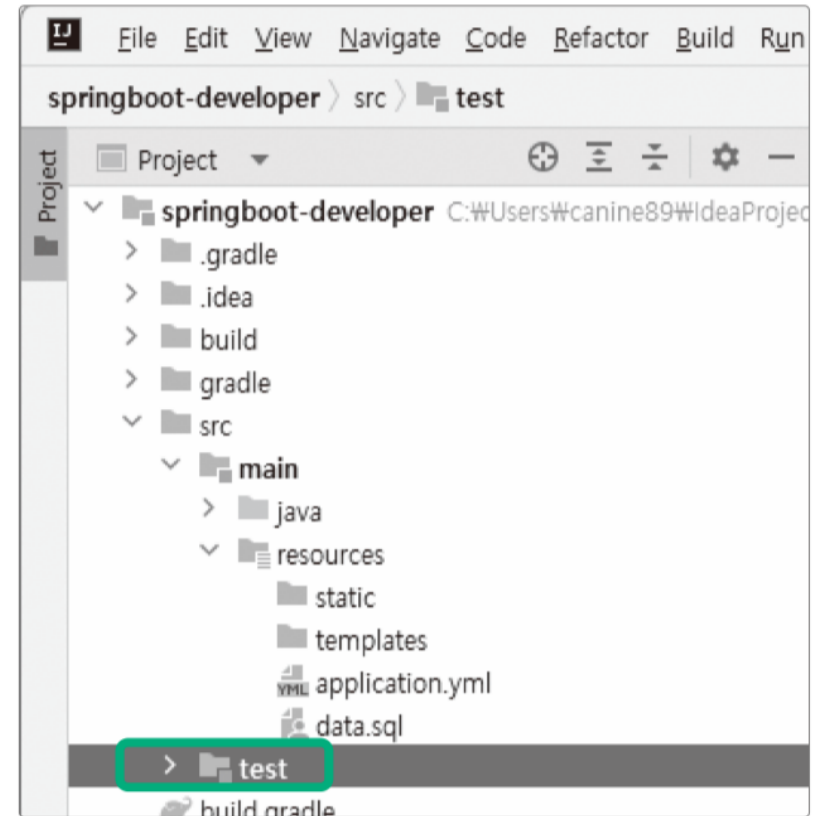 IJ File Edit View Navigate Code Refactor Build Run
springboot-developer 〉 src 〉 test
Project
Project
springboot-developer C:₩Users₩canine89₩IdeaProjec
.gradle
.idea
build
gradle
src
main
java
resources
static
templates
YML application.yml
data.sql
test
build.gradle